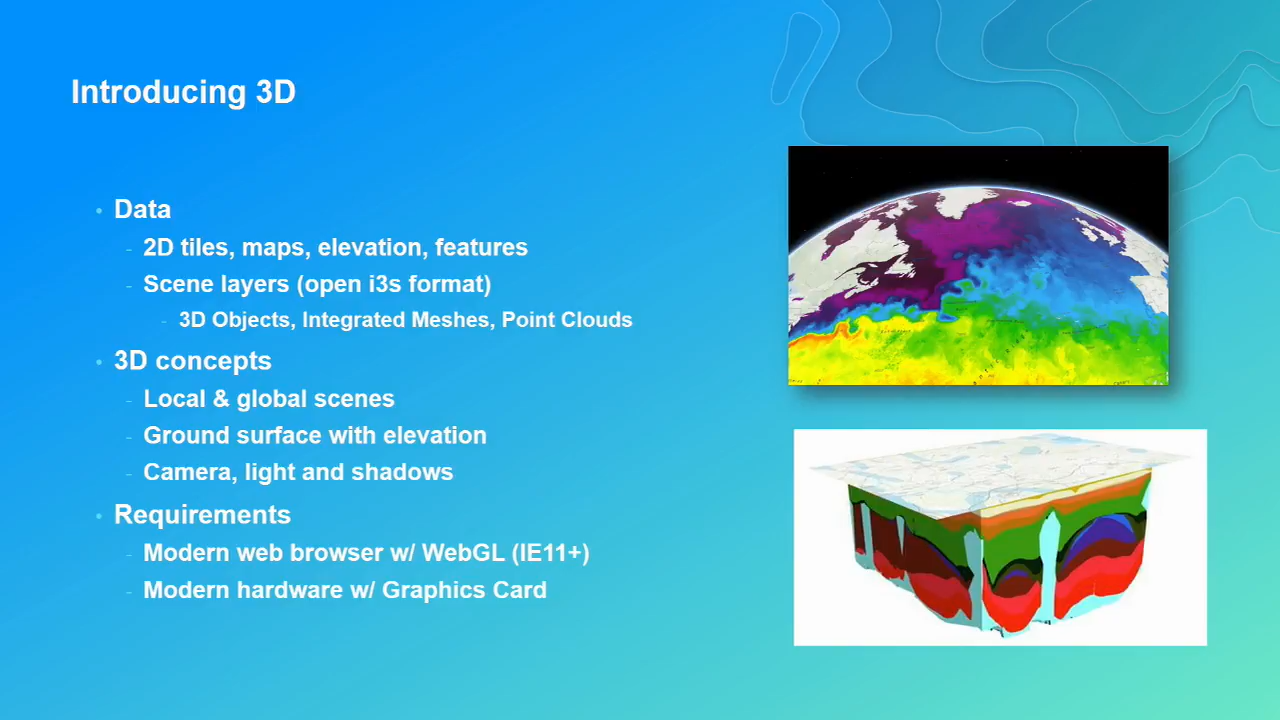 Introducing 3D
• Data
- 2D tiles, maps, elevation, features
- Scene layers (open i3s format)
- 3D Objects, Integrated Meshes, Point Clouds
• 3D concepts
- Local & global scenes
- Ground surface with elevation
- Camera, light and shadows
• Requirements
- Modern web browser w/ WebGL (IE11+)
- Modern hardware w/ Graphics Card